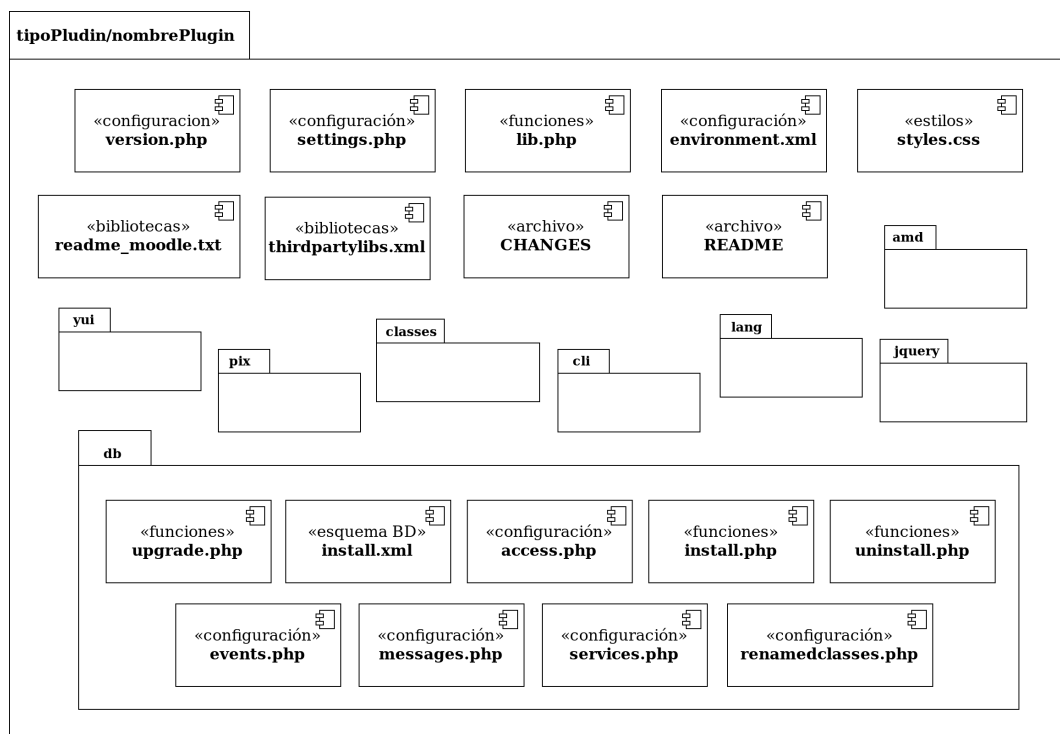 tipoPludin/nombrePlugin
«configuracion»
version.php
«configuración»
settings.php
«funciones»
lib.php
«configuración»
environment.xml
«estilos»
styles.css
«bibliotecas»
readme_moodle.txt
«bibliotecas»
thirdpartylibs.xml
«archivo»
CHANGES
«archivo»
README
amd
yui
pix
classes
cli
lang
jquery
db
«funciones»
upgrade.php
«esquema BD»
install.xml
«configuración»
access.php
«funciones»
install.php
«funciones»
uninstall.php
«configuración»
events.php
«configuración»
messages.php
«configuración»
services.php
«configuración»
renamedclasses.php